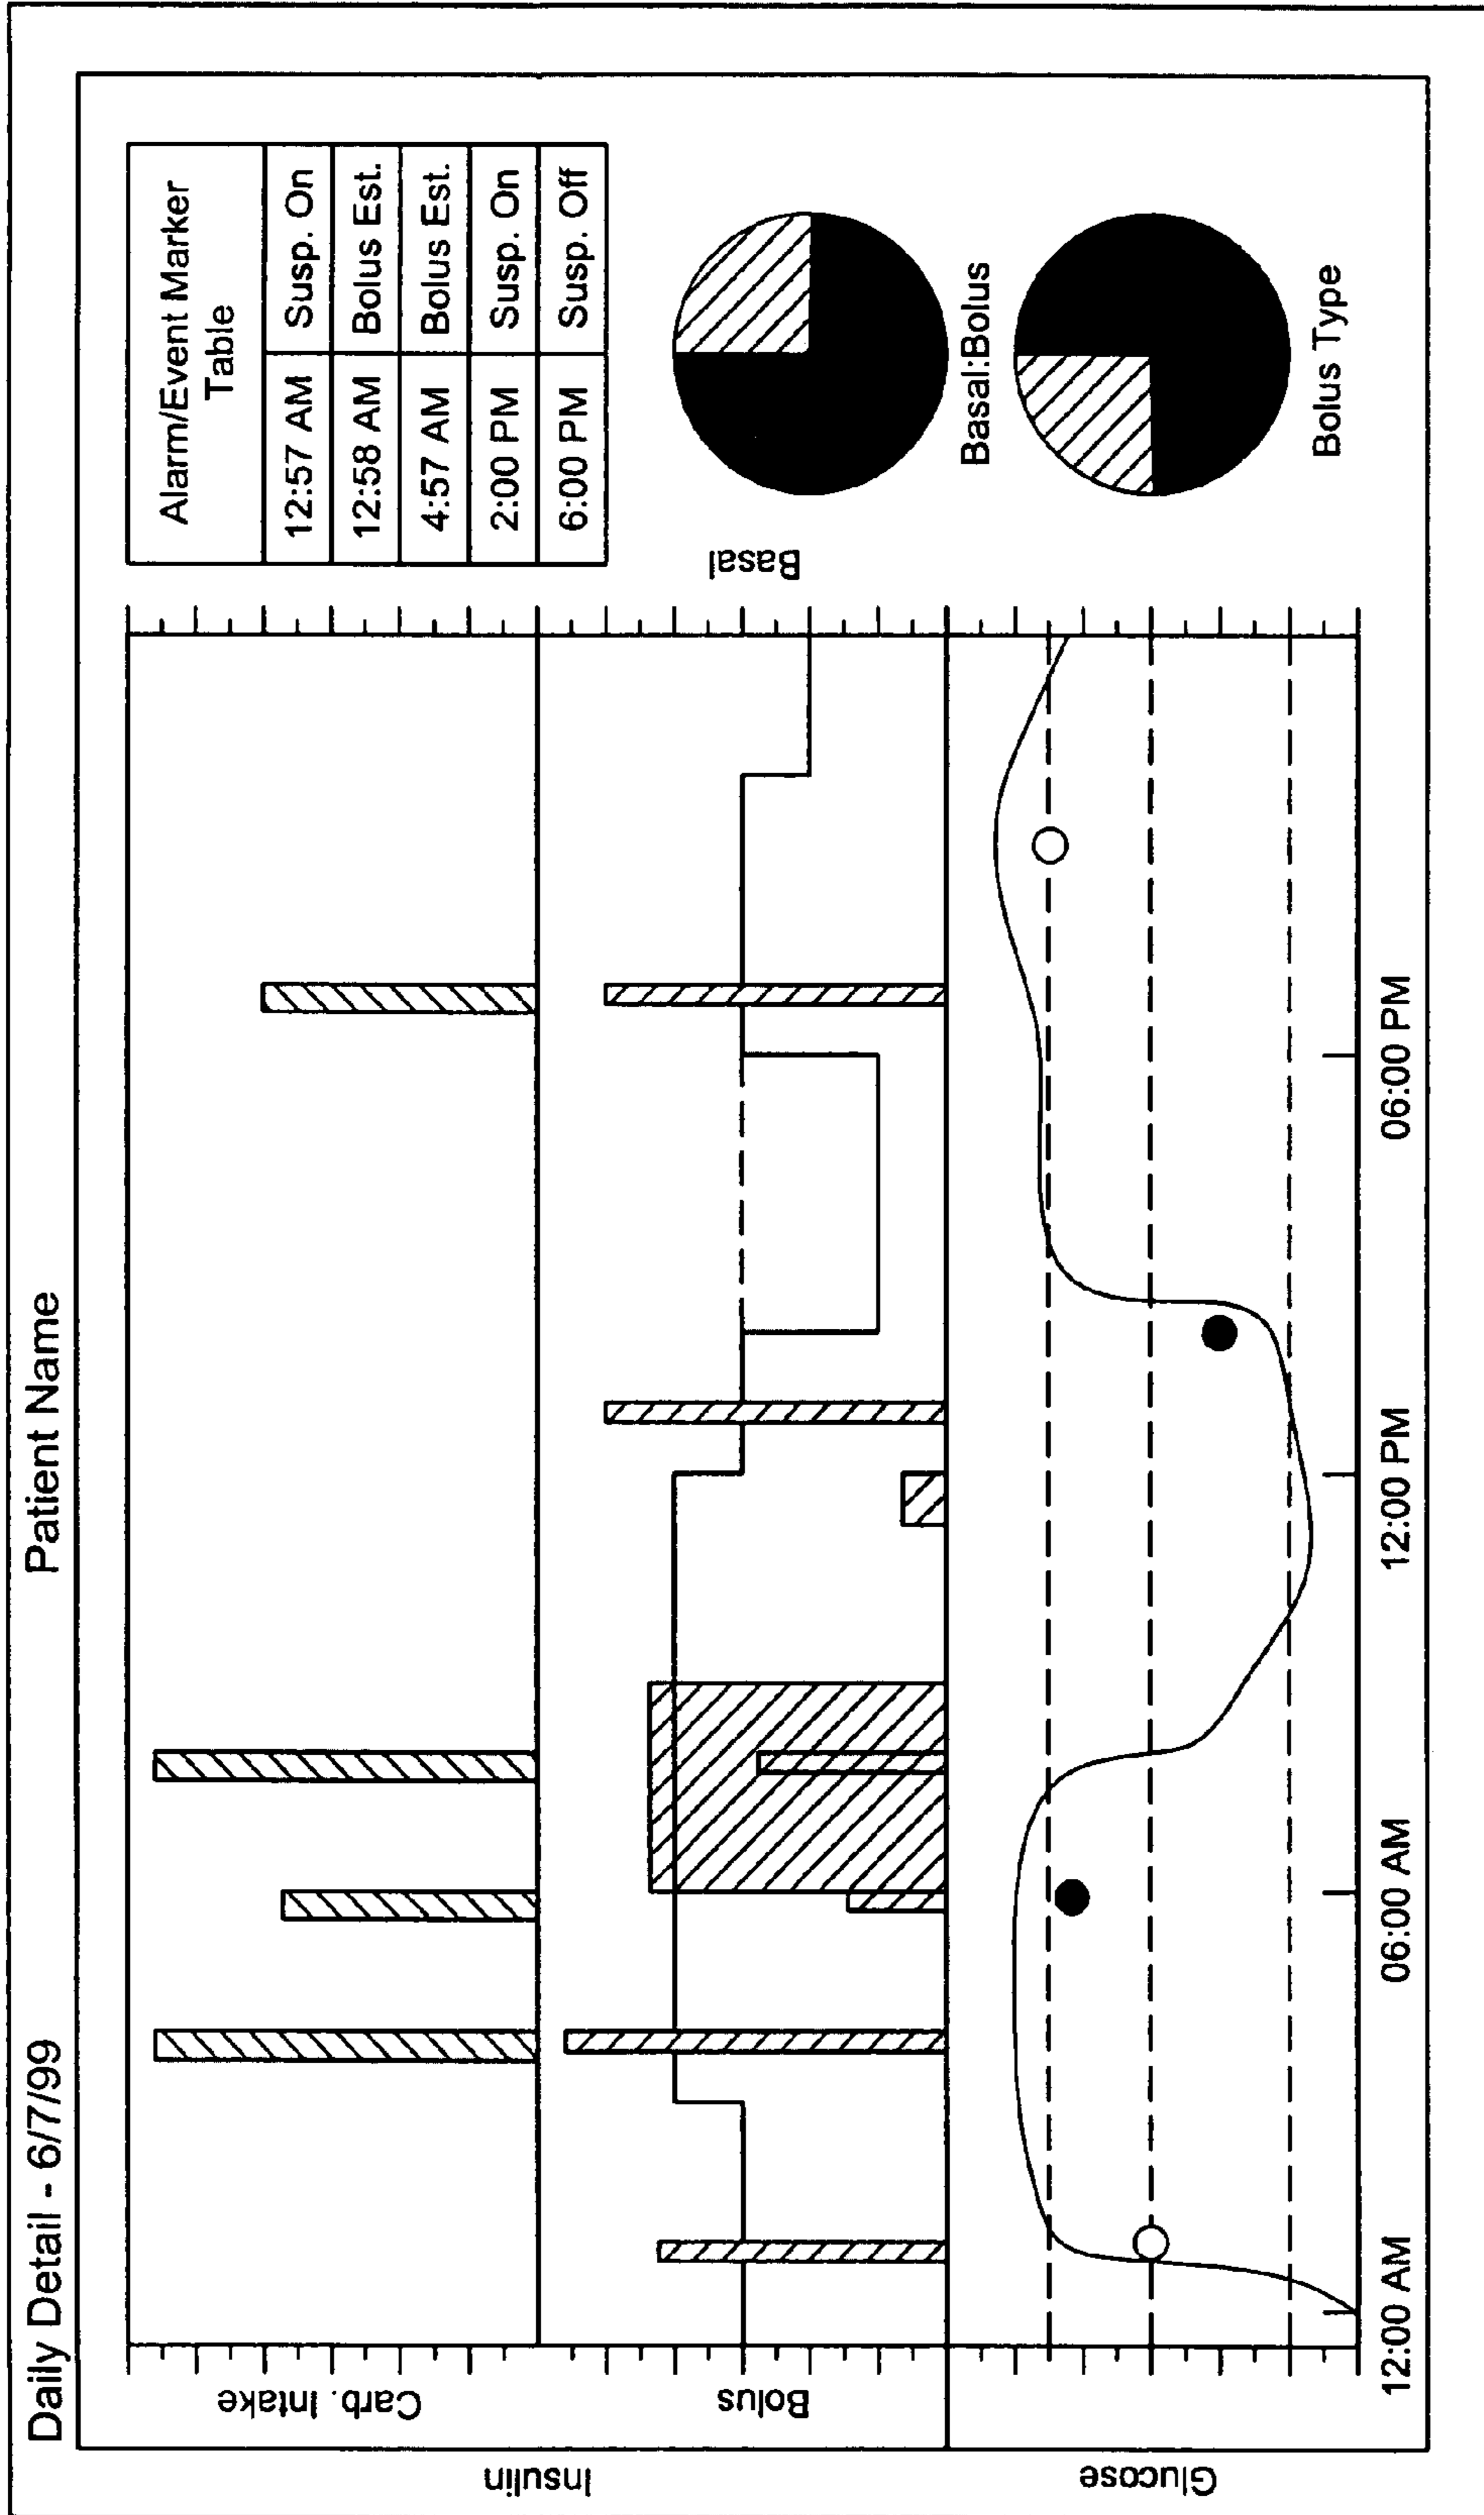 Daily Detail - 6/7/99
Patient Name
Carb. Intake
Insulin
Bolus
Basal
Glucose
12:00 AM
06:00 AM
12:00 PM
06:00 PM
Alarm/Event Marker
Table
12:57 AM Susp. On
12:58 AM Bolus Est.
4:57 AM Bolus Est.
2:00 PM Susp. On
6:00 PM Susp. Off
Basal:Bolus
Bolus Type